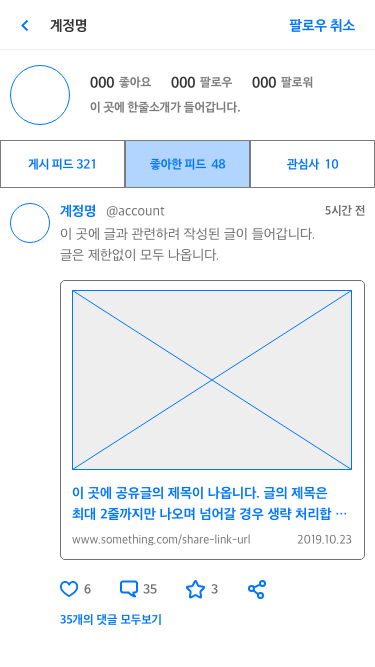 계정명 팔로우 취소
000 좋아요 000 팔로우 000 팔로워
이 곳에 한줄소개가 들어갑니다.
게시 피드 321 좋아한 피드 48 관심사 10
계정명 @account 5시간 전
이 곳에 글과 관련하려 작성된 글이 들어갑니다.
글은 제한없이 모두 나옵니다.
이 곳에 공유글의 제목이 나옵니다. 글의 제목은
최대 2줄까지만 나오며 넘어갈 경우 생략 처리합 ⋯
www.something.com/share-link-url 2019.10.23
6 35 3
35개의 댓글 모두보기